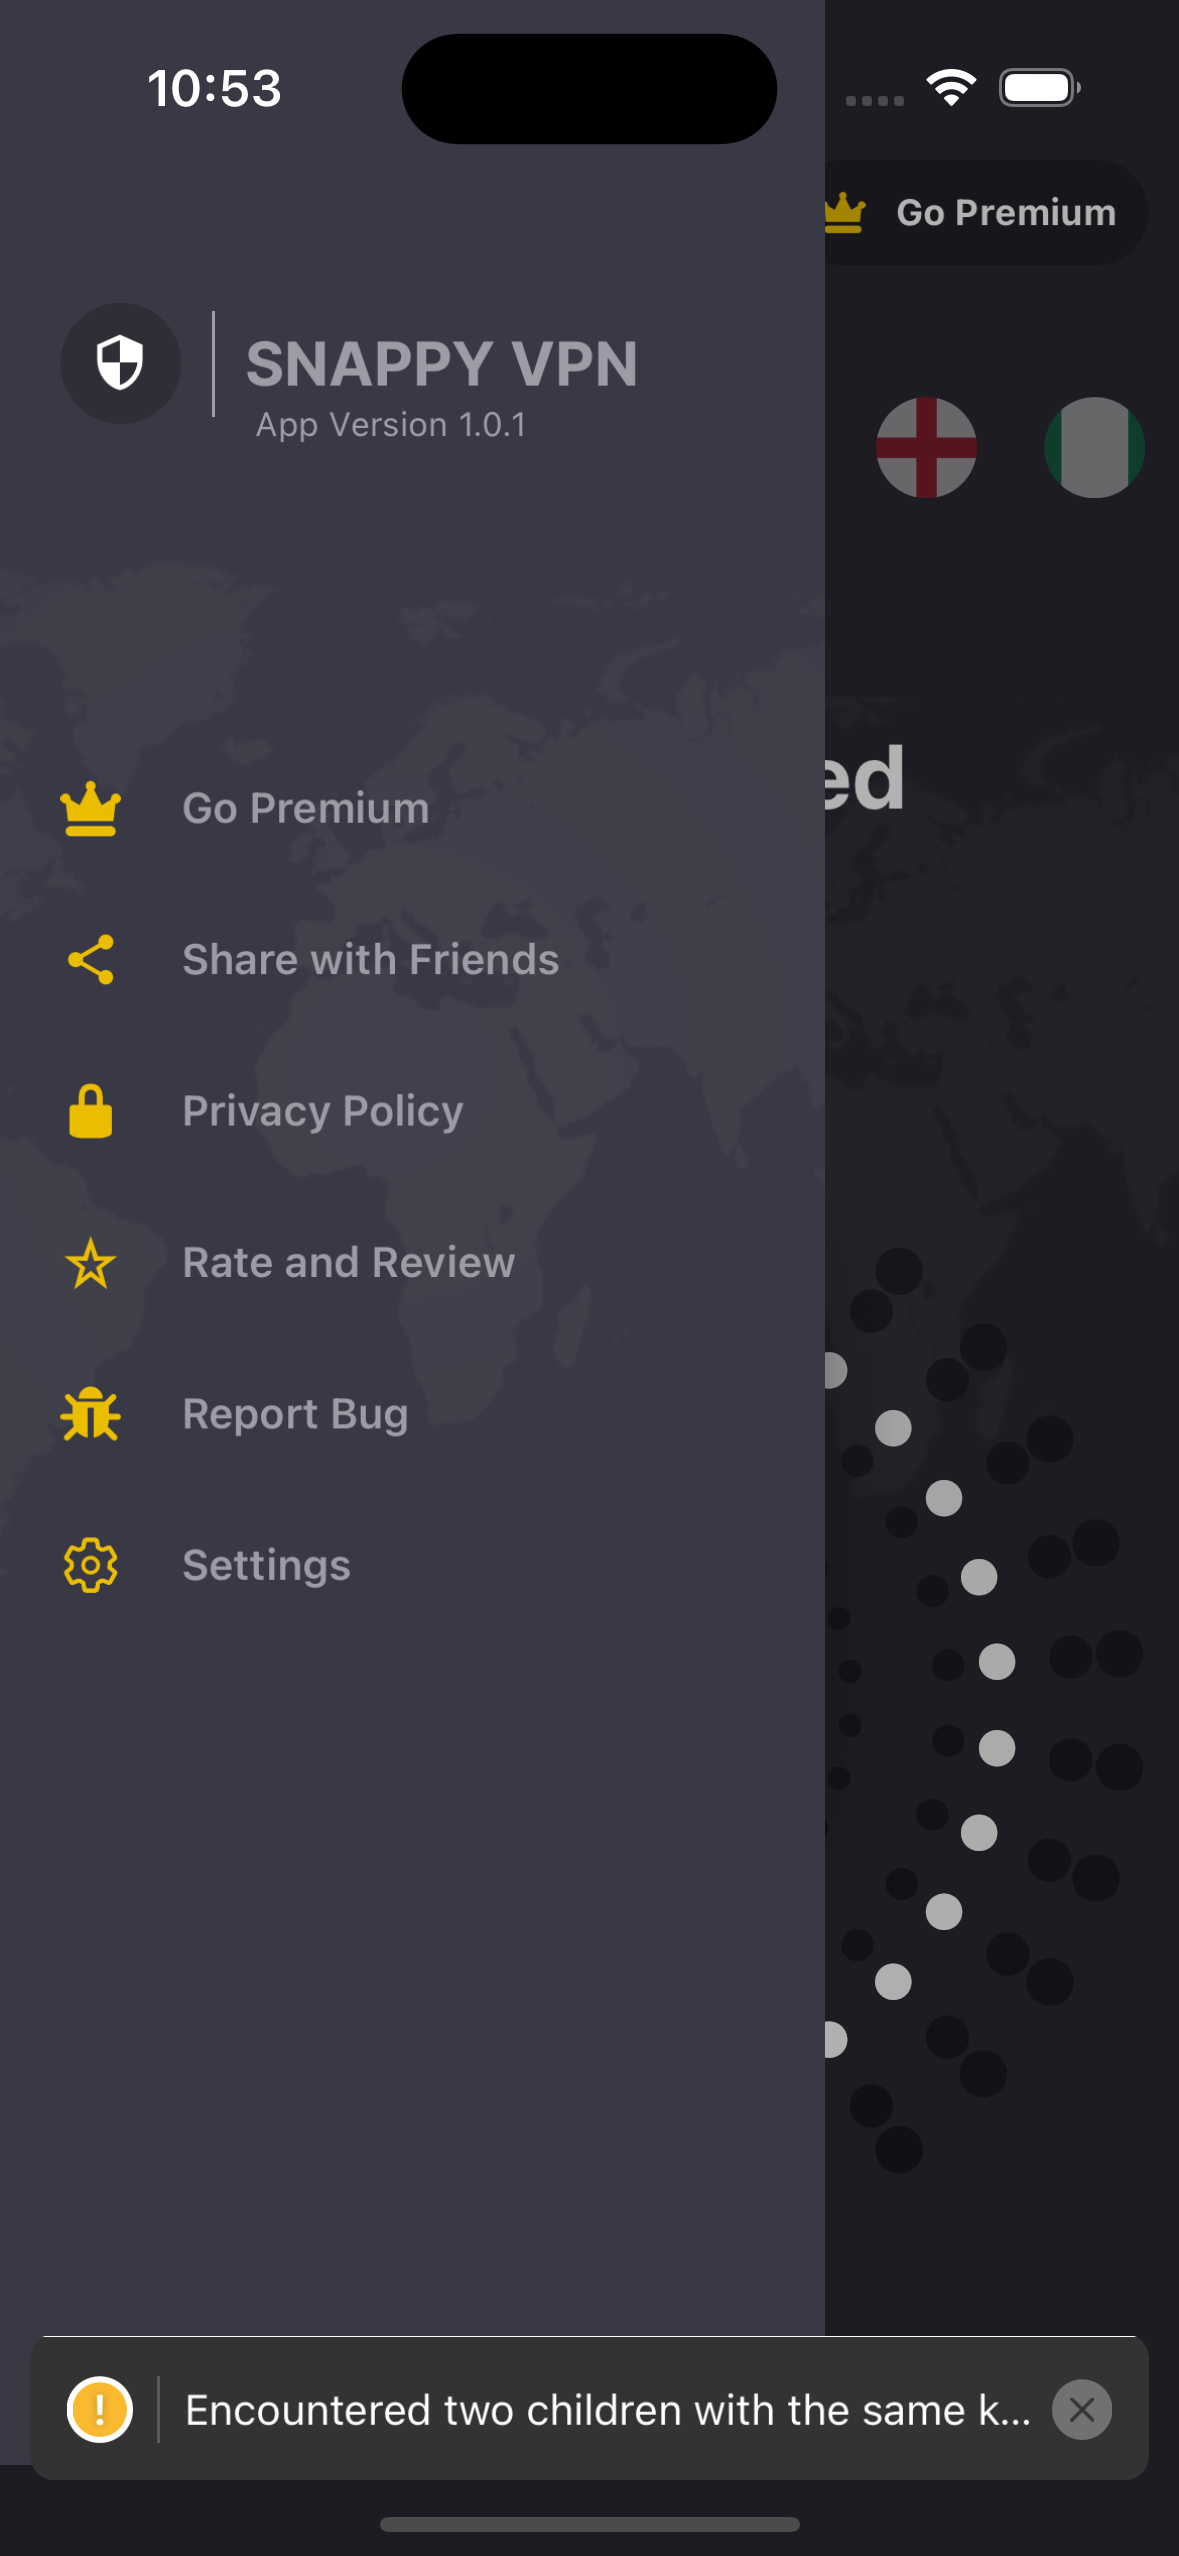 10:53
Go Premium
SNAPPY VPN
App Version 1.0.1
ed
Go Premium
Share with Friends
Privacy Policy
Rate and Review
Report Bug
Settings
!
Encountered two children with the same k...